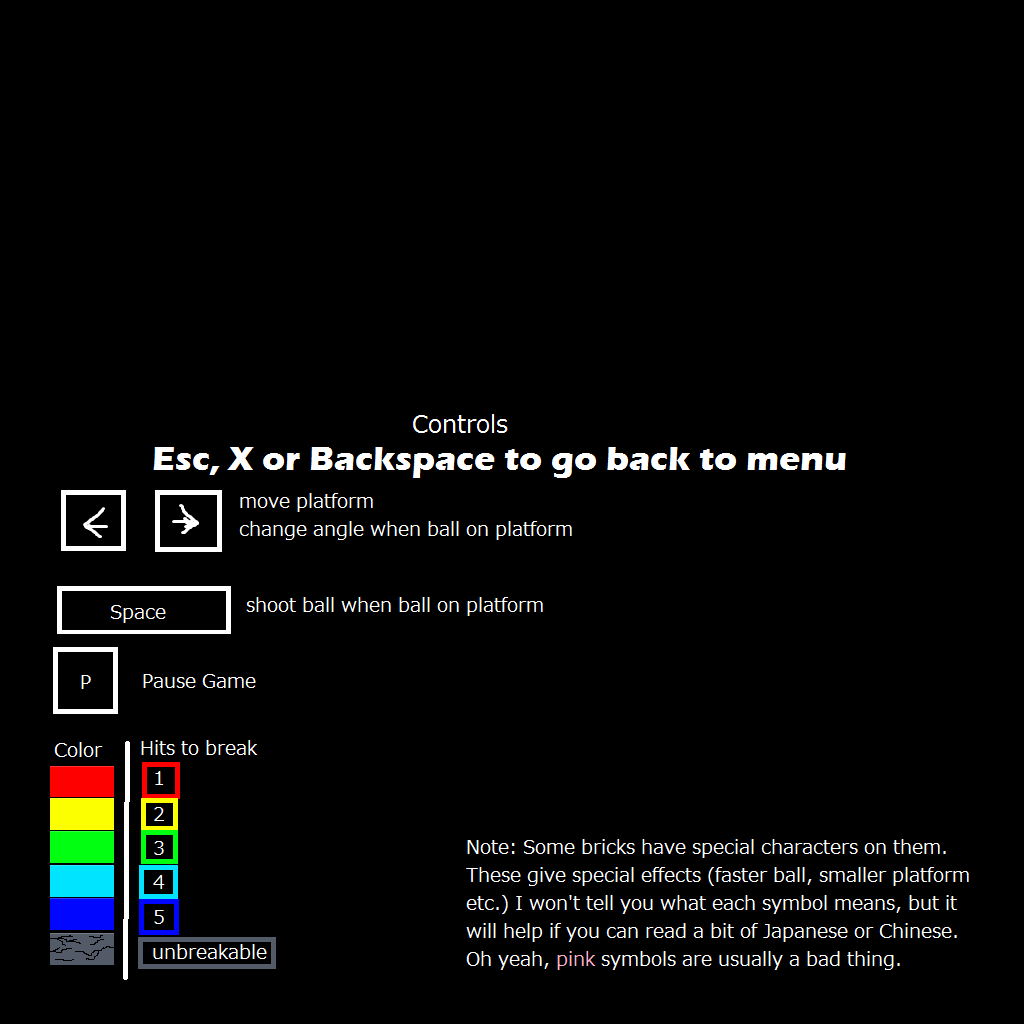 Controls
Esc, X or Backspace to go back to menu
move platform
change angle when ball on platform
Space
shoot ball when ball on platform
P
Pause Game
Color
Hits to break
1
2
3
4
5
unbreakable
Note: Some bricks have special characters on them.
These give special effects (faster ball, smaller platform
etc.) I won't tell you what each symbol means, but it
will help if you can read a bit of Japanese or Chinese.
Oh yeah, pink symbols are usually a bad thing.